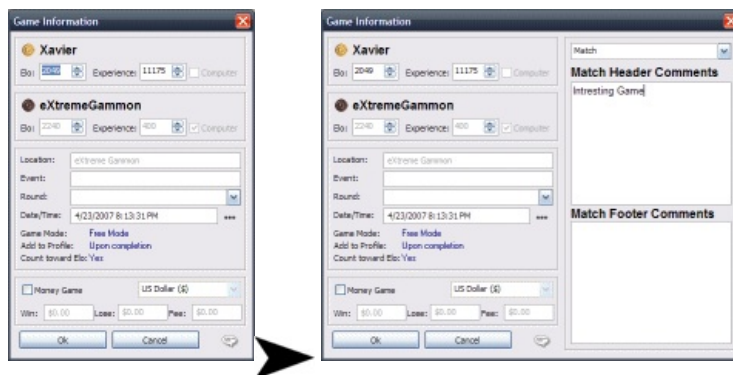 Game Information
Xavier
Elo: 2049 Experience: 11175 Computer
eXtremeGammon
Elo: 2240 Experience: 400 Computer
Location: eXtreme Gammon
Event:
Round:
Date/Time: 4/23/2007 8:13:31 PM •••
Game Mode: Free Mode
Add to Profile: Upon completion
Count toward Elo: Yes
Money Game US Dollar ($)
Win: $0.00 Lose: $0.00 Fee: $0.00
Ok Cancel
Game Information
Xavier
Elo: 2049 Experience: 11175 Computer
eXtremeGammon
Elo: 2240 Experience: 400 Computer
Location: eXtreme Gammon
Event:
Round:
Date/Time: 4/23/2007 8:13:31 PM •••
Game Mode: Free Mode
Add to Profile: Upon completion
Count toward Elo: Yes
Money Game US Dollar ($)
Win: $0.00 Lose: $0.00 Fee: $0.00
Ok Cancel
Match
Match Header Comments
Intresting Game
Match Footer Comments